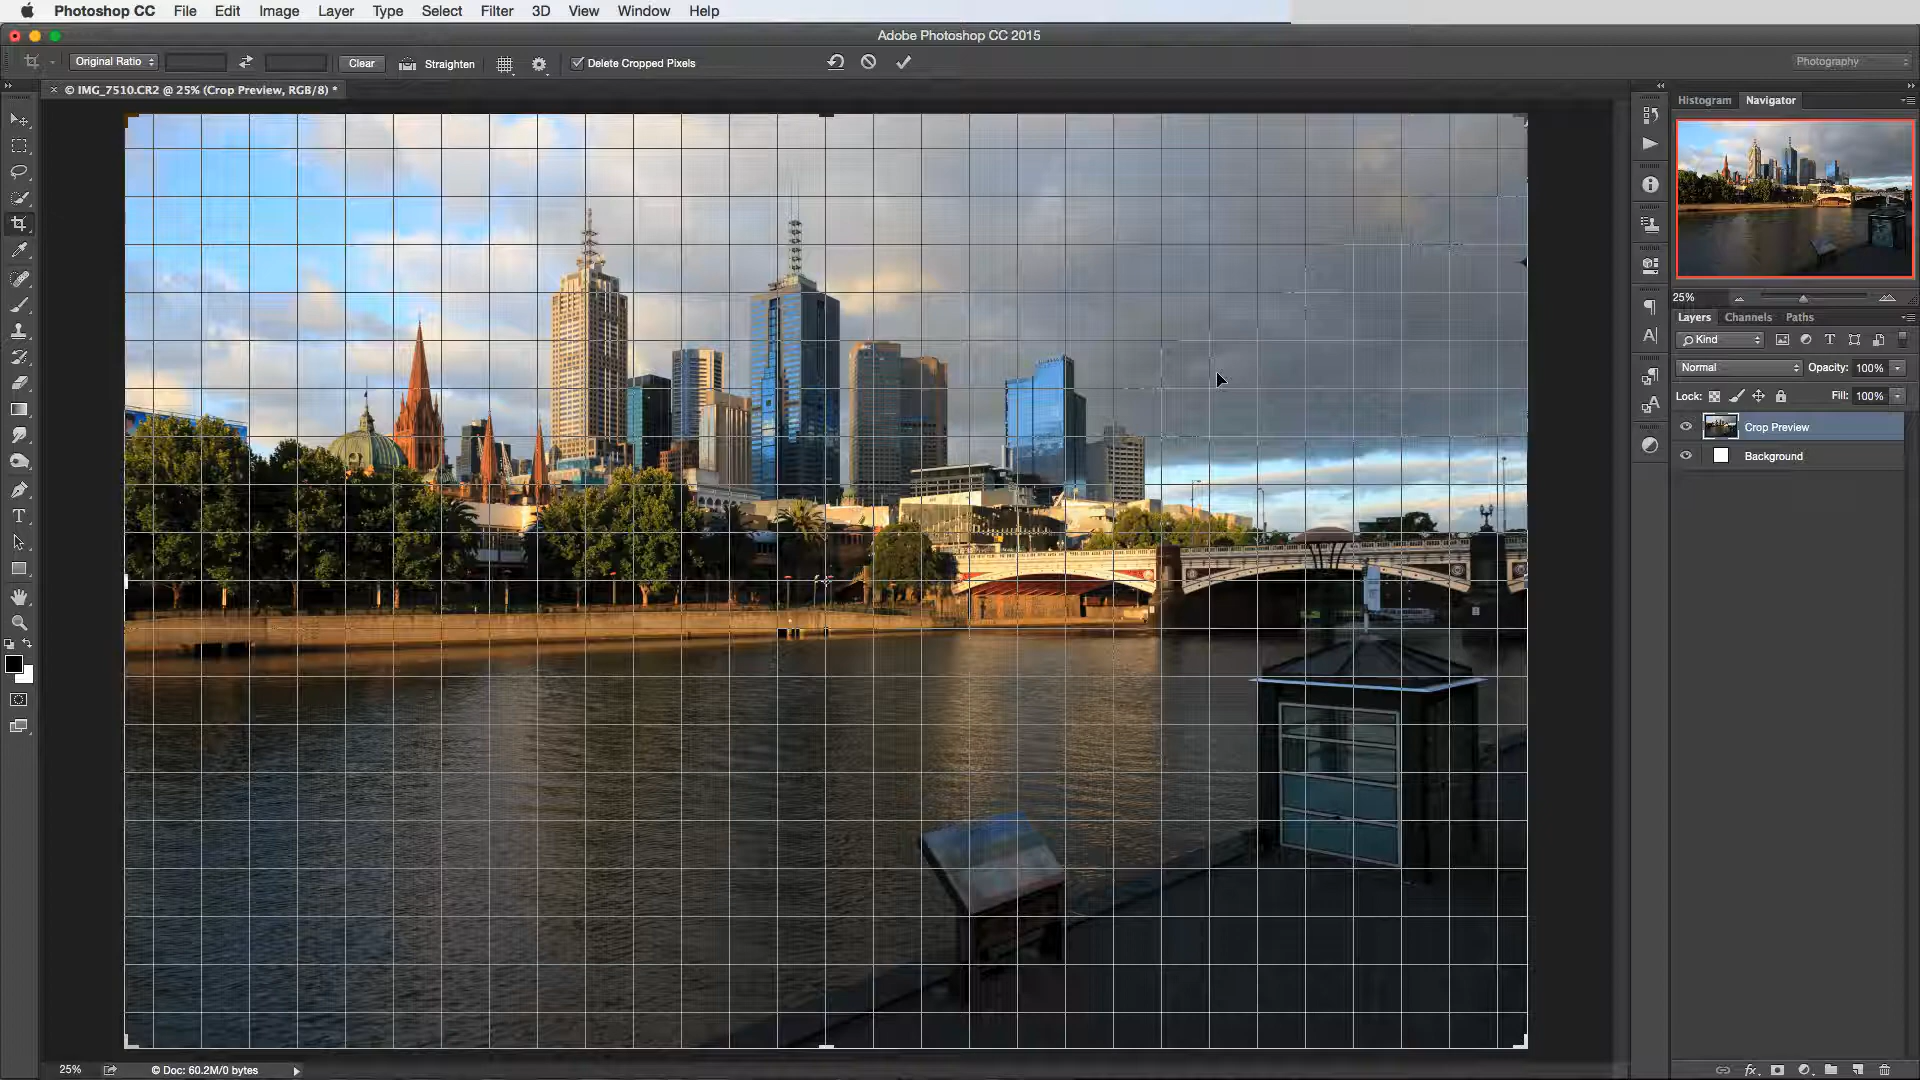 Photoshop CC File Edit Image Layer Type Select Filter 3D View Window Help
Adobe Photoshop CC 2015
Original Ratio Clear Straighten Delete Cropped Pixels Photography
× © IMG_7510.CR2 @ 25% (Crop Preview, RGB/8) *
Histogram Navigator
25%
Layers Channels Paths
Kind
Normal Opacity: 100%
Lock: Fill: 100%
Crop Preview
Background
25% © Doc: 60.2M/0 bytes